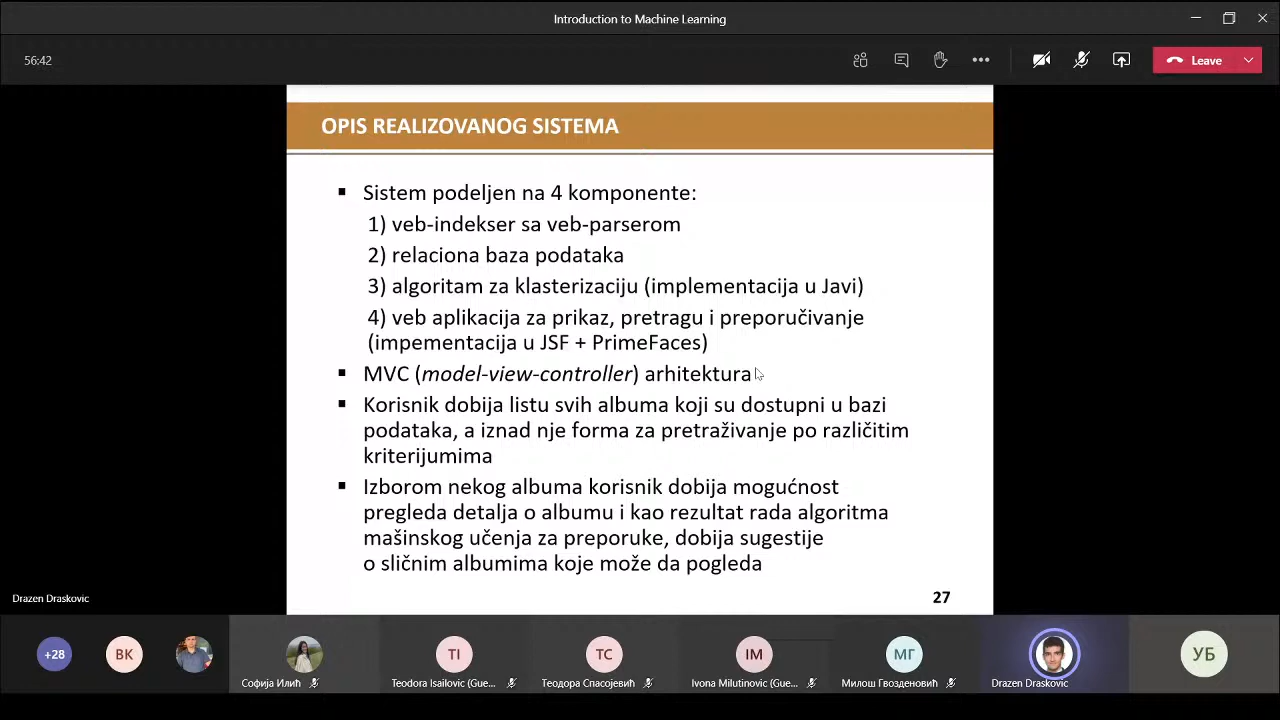 Introduction to Machine Learning
56:42
Leave
OPIS REALIZOVANOG SISTEMA
▪ Sistem podeljen na 4 komponente:
1) veb-indekser sa veb-parserom
2) relaciona baza podataka
3) algoritam za klasterizaciju (implementacija u Javi)
4) veb aplikacija za prikaz, pretragu i preporučivanje
(impementacija u JSF + PrimeFaces)
▪ MVC (model-view-controller) arhitektura
▪ Korisnik dobija listu svih albuma koji su dostupni u bazi
podataka, a iznad nje forma za pretraživanje po različitim
kriterijumima
▪ Izborom nekog albuma korisnik dobija mogućnost
pregleda detalja o albumu i kao rezultat rada algoritma
mašinskog učenja za preporuke, dobija sugestije
o sličnim albumima koje može da pogleda
27
Drazen Draskovic
+28
ВК
TI
ТС
IM
МГ
УБ
Софија Илић
Teodora Isailovic (Gue...
Теодора Спасојевић
Ivona Milutinovic (Gue...
Милош Гвозденовић
Drazen Draskovic